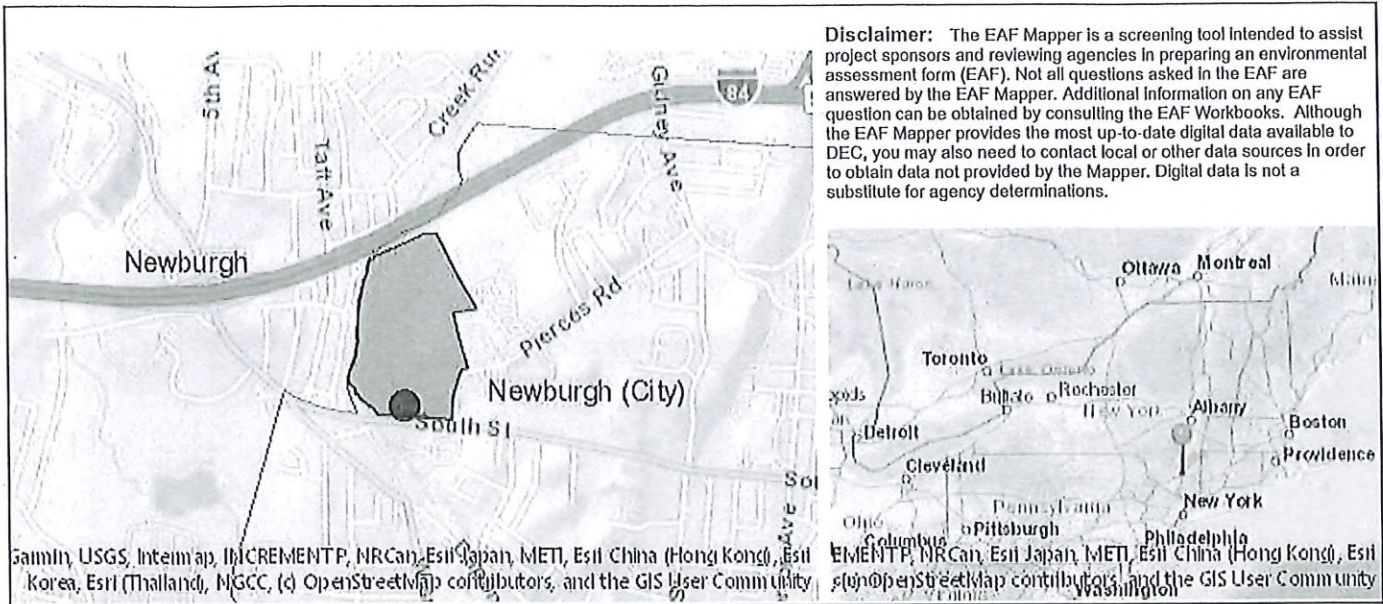 Disclaimer: The EAF Mapper is a screening tool intended to assist
project sponsors and reviewing agencies in preparing an environmental
assessment form (EAF). Not all questions asked in the EAF are
answered by the EAF Mapper. Additional information on any EAF
question can be obtained by consulting the EAF Workbooks. Although
the EAF Mapper provides the most up-to-date digital data available to
DEC, you may also need to contact local or other data sources in order
to obtain data not provided by the Mapper. Digital data is not a
substitute for agency determinations.
5th Av
Creek Run
Gidney Ave
84
Taft Ave
Newburgh
Pierces Rd
Newburgh (City)
South St
So
Ave
Garmin, USGS, Intermap, INCREMENT P, NRCan, Esri Japan, METI, Esri China (Hong Kong), Esri
Korea, Esri (Thailand), NGCC, (c) OpenStreetMap contributors, and the GIS User Community
Ottawa
Montreal
Lake Huron
Toronto
Lake Ontario
Buffalo
Rochester
New York
Albany
Boston
Detroit
Providence
Cleveland
New York
Pennsylvania
Ohio
Pittsburgh
Columbus
Philadelphia
EMENT P, NRCan, Esri Japan, METI, Esri China (Hong Kong), Esri
OpenStreetMap contributors, and the GIS User Community
Washington